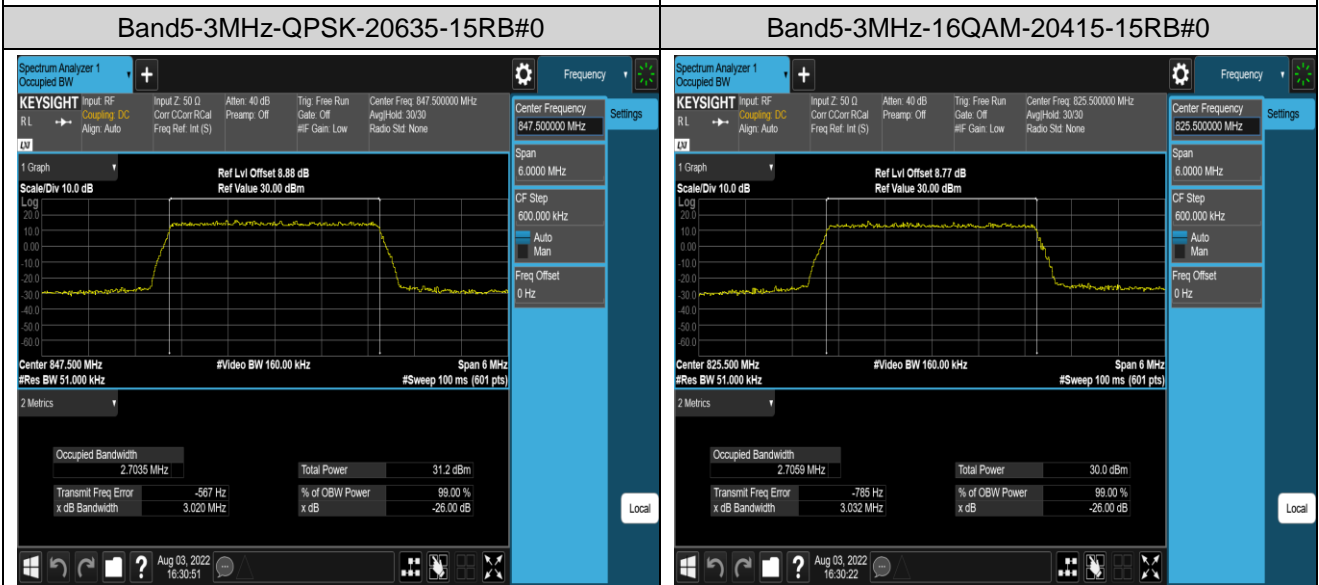 Band5-3MHz-QPSK-20635-15RB#0
Spectrum Analyzer 1
Occupied BW
+
Frequency
KEYSIGHT
RL
LXI
Input: RF
Coupling: DC
Align: Auto
Input Z: 50 Ω
Corr CCorr RCal
Freq Ref: Int (S)
Atten: 40 dB
Preamp: Off
Trig: Free Run
Gate: Off
#IF Gain: Low
Center Freq: 847.500000 MHz
Avg|Hold: 30/30
Radio Std: None
Center Frequency
847.500000 MHz
Settings
Span
6.0000 MHz
CF Step
600.000 kHz
Auto
Man
Freq Offset
0 Hz
Local
1 Graph
Scale/Div 10.0 dB
Ref Lvl Offset 8.88 dB
Ref Value 30.00 dBm
Log
20.0
10.0
0.00
-10.0
-20.0
-30.0
-40.0
-50.0
-60.0
Center 847.500 MHz
#Video BW 160.00 kHz
Span 6 MHz
#Res BW 51.000 kHz
#Sweep 100 ms (601 pts)
2 Metrics
Occupied Bandwidth
2.7035 MHz
Total Power 31.2 dBm
Transmit Freq Error -567 Hz
% of OBW Power 99.00 %
x dB Bandwidth 3.020 MHz
x dB -26.00 dB
?
Aug 03, 2022
16:30:51
Band5-3MHz-16QAM-20415-15RB#0
Spectrum Analyzer 1
Occupied BW
+
Frequency
KEYSIGHT
RL
LXI
Input: RF
Coupling: DC
Align: Auto
Input Z: 50 Ω
Corr CCorr RCal
Freq Ref: Int (S)
Atten: 40 dB
Preamp: Off
Trig: Free Run
Gate: Off
#IF Gain: Low
Center Freq: 825.500000 MHz
Avg|Hold: 30/30
Radio Std: None
Center Frequency
825.500000 MHz
Settings
Span
6.0000 MHz
CF Step
600.000 kHz
Auto
Man
Freq Offset
0 Hz
Local
1 Graph
Scale/Div 10.0 dB
Ref Lvl Offset 8.77 dB
Ref Value 30.00 dBm
Log
20.0
10.0
0.00
-10.0
-20.0
-30.0
-40.0
-50.0
-60.0
Center 825.500 MHz
#Video BW 160.00 kHz
Span 6 MHz
#Res BW 51.000 kHz
#Sweep 100 ms (601 pts)
2 Metrics
Occupied Bandwidth
2.7059 MHz
Total Power 30.0 dBm
Transmit Freq Error -785 Hz
% of OBW Power 99.00 %
x dB Bandwidth 3.032 MHz
x dB -26.00 dB
?
Aug 03, 2022
16:30:22